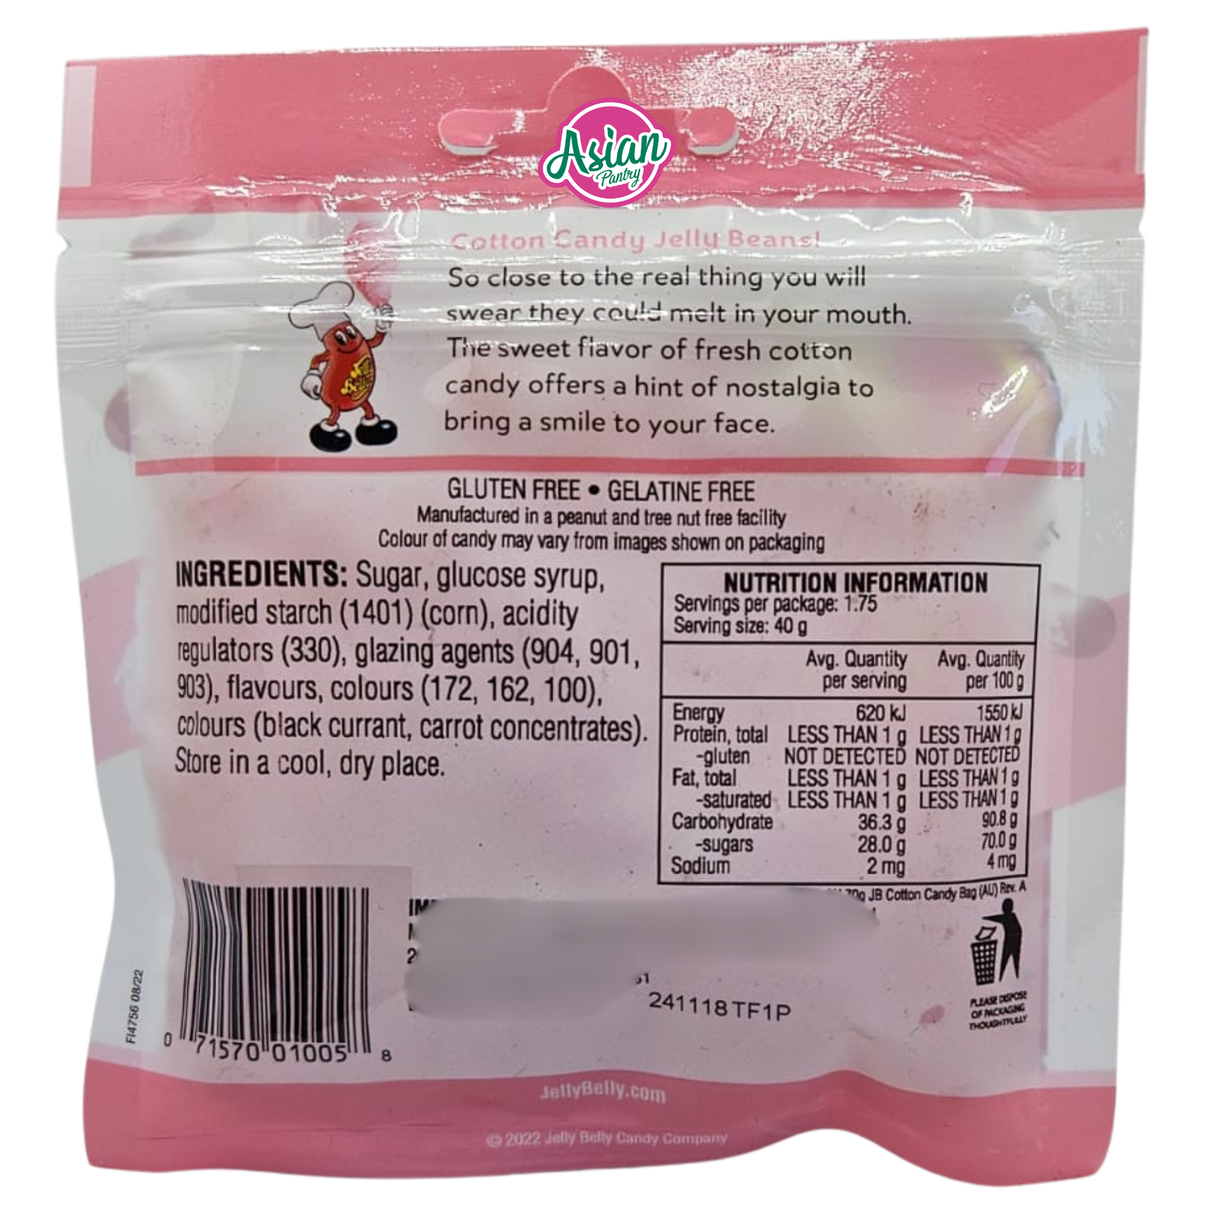 Asian
Pantry
Cotton Candy Jelly Beans!
So close to the real thing you will
swear they could melt in your mouth.
The sweet flavor of fresh cotton
candy offers a hint of nostalgia to
bring a smile to your face.
Jelly
Belly
GLUTEN FREE • GELATINE FREE
Manufactured in a peanut and tree nut free facility
Colour of candy may vary from images shown on packaging
INGREDIENTS: Sugar, glucose syrup,
modified starch (1401) (corn), acidity
regulators (330), glazing agents (904, 901,
903), flavours, colours (172, 162, 100),
colours (black currant, carrot concentrates).
Store in a cool, dry place.
NUTRITION INFORMATION
Servings per package: 1.75
Serving size: 40 g
Avg. Quantity per serving Avg. Quantity per 100 g
Energy 620 kJ 1550 kJ
Protein, total LESS THAN 1 g LESS THAN 1 g
-gluten NOT DETECTED NOT DETECTED
Fat, total LESS THAN 1 g LESS THAN 1 g
-saturated LESS THAN 1 g LESS THAN 1 g
Carbohydrate 36.3 g 90.8 g
-sugars 28.0 g 70.0 g
Sodium 2 mg 4 mg
70g JB Cotton Candy Bag (AU) Rev. A
241118 TF1P
PLEASE DISPOSE
OF PACKAGING
THOUGHTFULLY
FI4756 08/22
0 71570 01005 8
JellyBelly.com
© 2022 Jelly Belly Candy Company